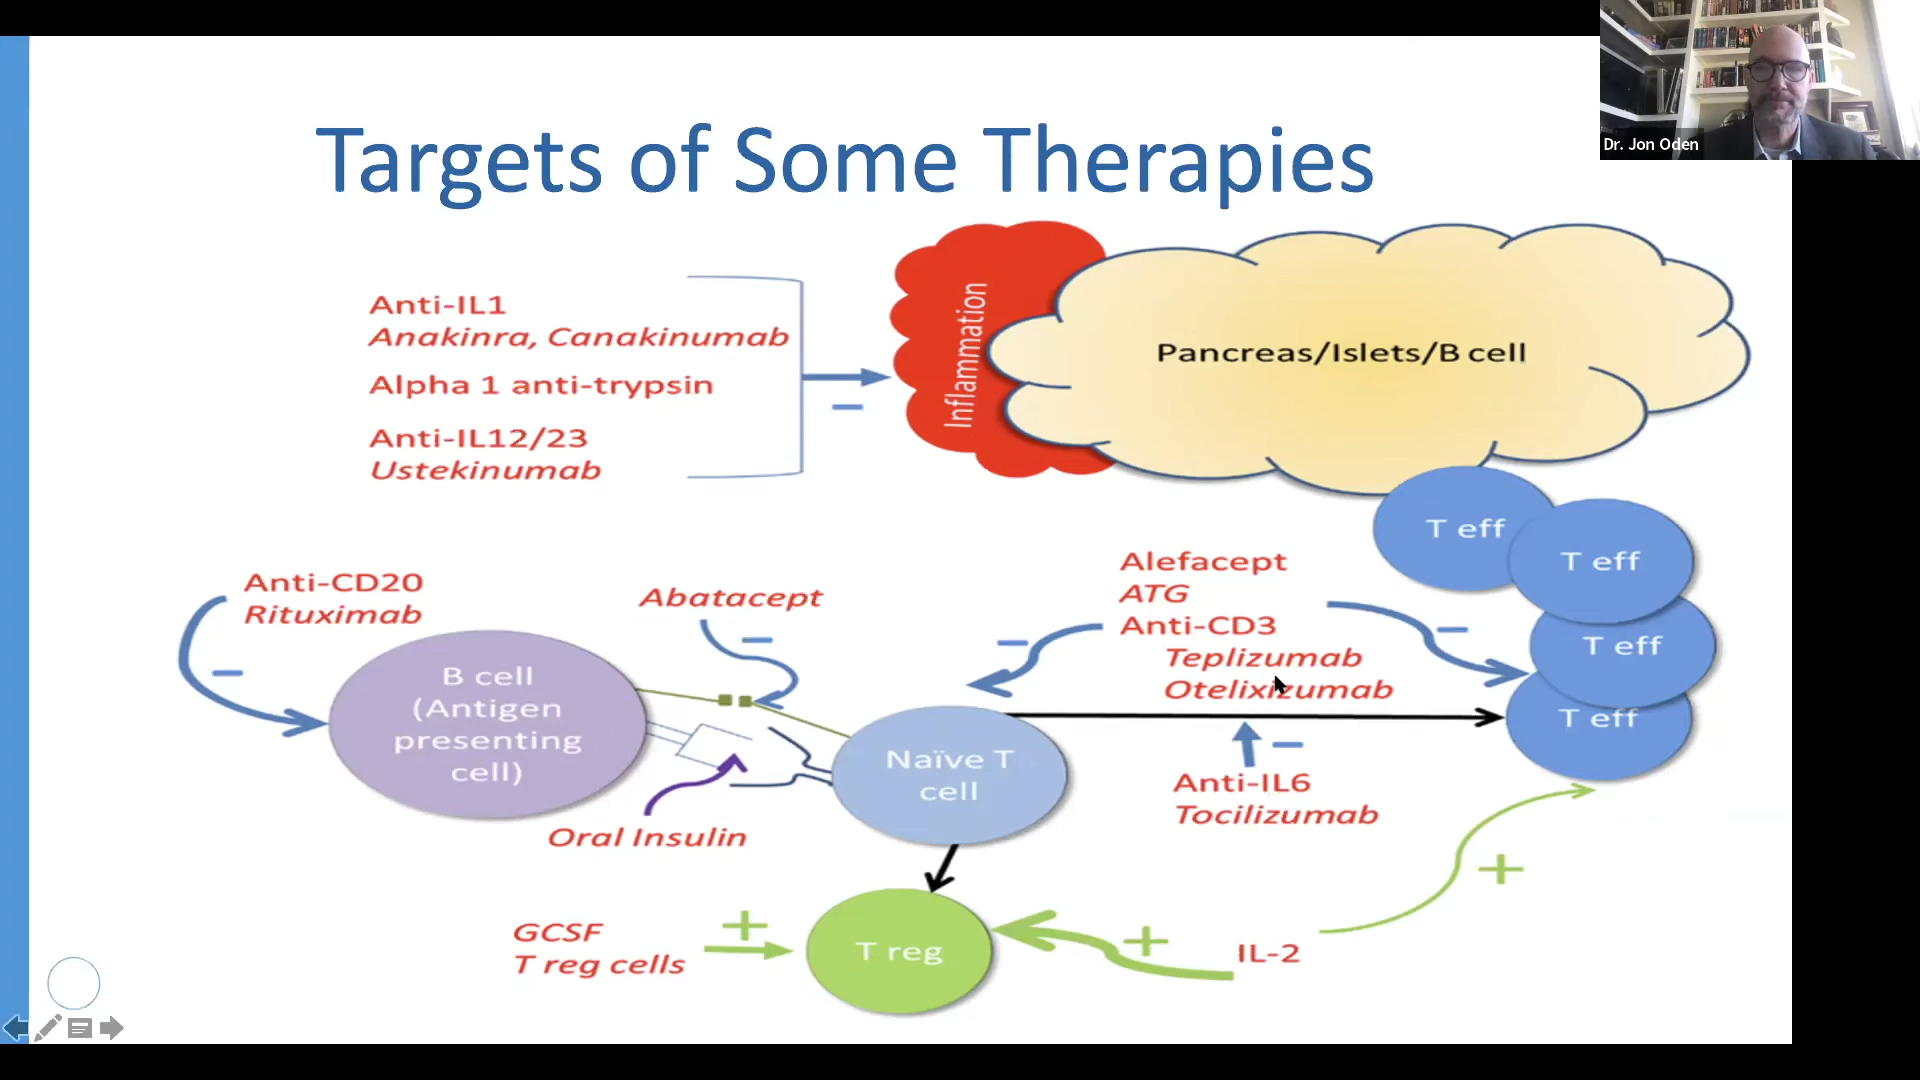 Dr. Jon Oden
Targets of Some Therapies
Anti-IL1
Anakinra, Canakinumab
Alpha 1 anti-trypsin
Anti-IL12/23
Ustekinumab
−
Inflammation
Pancreas/Islets/B cell
T eff
T eff
T eff
T eff
Anti-CD20
Rituximab
−
B cell
(Antigen
presenting
cell)
Abatacept
−
Oral Insulin
Alefacept
ATG
Anti-CD3
Teplizumab
Otelixizumab
−
−
Naïve T
cell
−
Anti-IL6
Tocilizumab
GCSF
T reg cells
+
T reg
+
IL-2
+